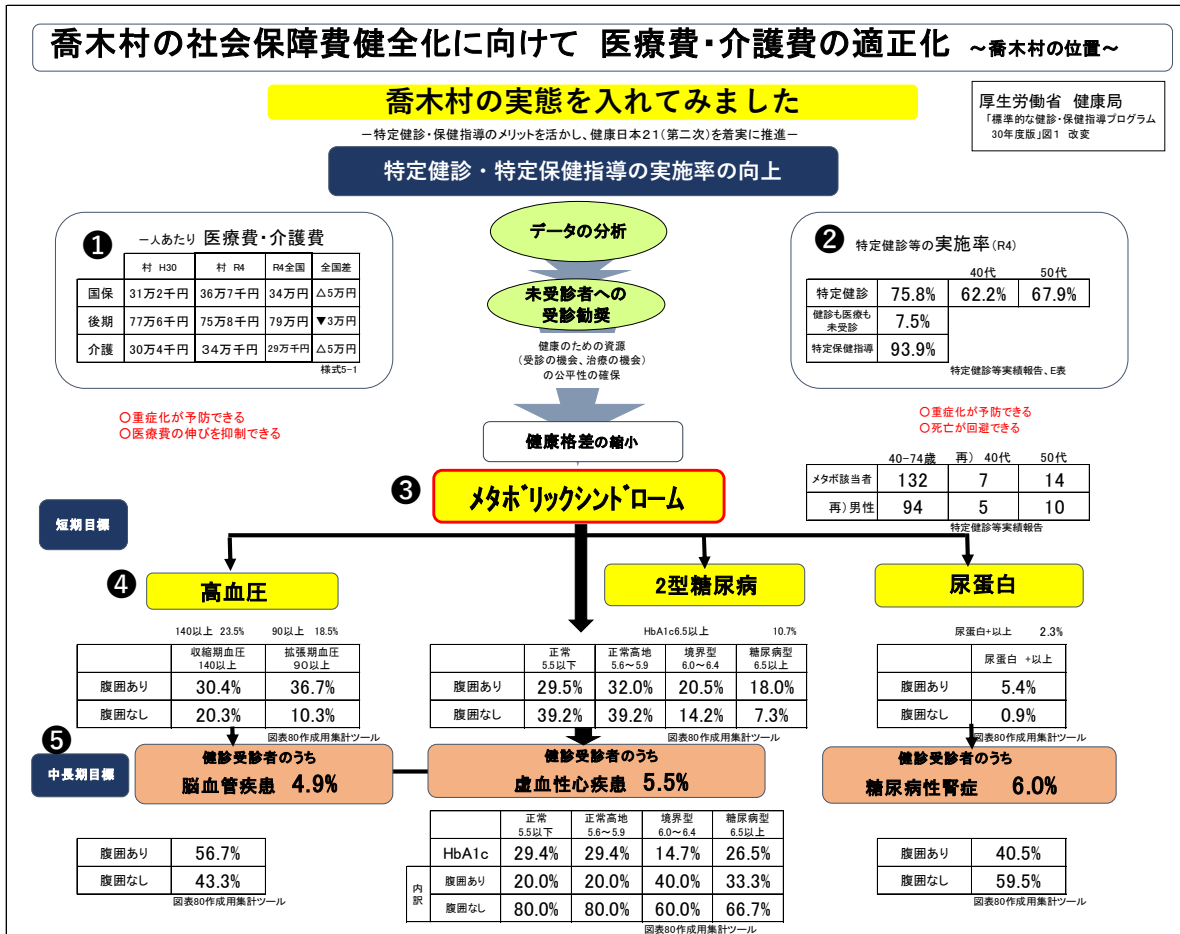 喬木村の社会保障費健全化に向けて 医療費・介護費の適正化 ～喬木村の位置～
喬木村の実態を入れてみました
厚生労働省 健康局
「標準的な健診・保健指導プログラム
30年度版」図1 改変
－特定健診・保健指導のメリットを活かし、健康日本21(第二次)を着実に推進－
特定健診・特定保健指導の実施率の向上
❶ 一人あたり 医療費・介護費
村 H30 村 R4 R4全国 全国差
国保 31万2千円 36万7千円 34万円 △5万円
後期 77万6千円 75万8千円 79万円 ▼3万円
介護 30万4千円 34万千円 29万千円 △5万円
様式5-1
データの分析
未受診者への
受診勧奨
健康のための資源
(受診の機会、治療の機会)
の公平性の確保
❷ 特定健診等の実施率(R4)
40代 50代
特定健診 75.8% 62.2% 67.9%
健診も医療も
未受診 7.5%
特定保健指導 93.9%
特定健診等実績報告、E表
○重症化が予防できる
○医療費の伸びを抑制できる
○重症化が予防できる
○死亡が回避できる
健康格差の縮小
40-74歳 再) 40代 50代
メタボ該当者 132 7 14
再)男性 94 5 10
特定健診等実績報告
❸ メタボリックシンドローム
短期目標
❹ 高血圧
2型糖尿病
尿蛋白
140以上 23.5% 90以上 18.5%
収縮期血圧
140以上
拡張期血圧
90以上
腹囲あり 30.4% 36.7%
腹囲なし 20.3% 10.3%
図表80作成用集計ツール
HbA1c6.5以上 10.7%
正常
5.5以下
正常高地
5.6～5.9
境界型
6.0～6.4
糖尿病型
6.5以上
腹囲あり 29.5% 32.0% 20.5% 18.0%
腹囲なし 39.2% 39.2% 14.2% 7.3%
図表80作成用集計ツール
尿蛋白+以上 2.3%
尿蛋白 +以上
腹囲あり 5.4%
腹囲なし 0.9%
図表80作成用集計ツール
❺
中長期目標
健診受診者のうち
脳血管疾患 4.9%
健診受診者のうち
虚血性心疾患 5.5%
健診受診者のうち
糖尿病性腎症 6.0%
腹囲あり 56.7%
腹囲なし 43.3%
図表80作成用集計ツール
正常
5.5以下
正常高地
5.6～5.9
境界型
6.0～6.4
糖尿病型
6.5以上
HbA1c 29.4% 29.4% 14.7% 26.5%
内訳
腹囲あり 20.0% 20.0% 40.0% 33.3%
腹囲なし 80.0% 80.0% 60.0% 66.7%
図表80作成用集計ツール
腹囲あり 40.5%
腹囲なし 59.5%
図表80作成用集計ツール